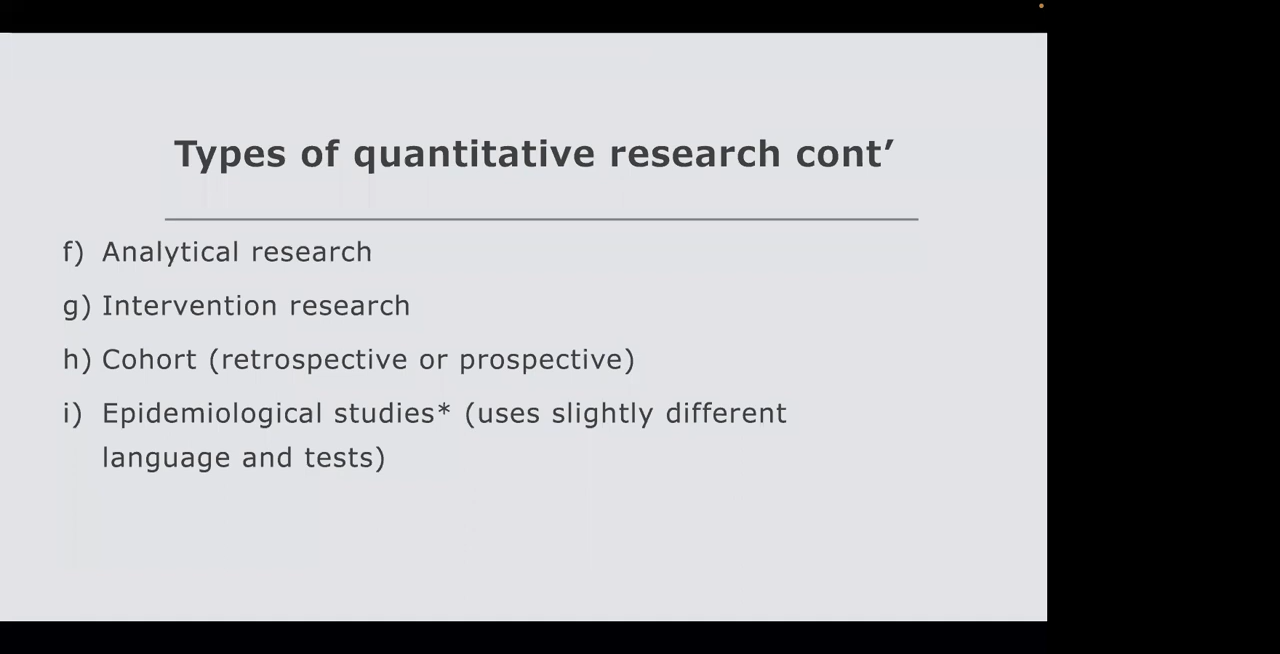 Types of quantitative research cont’
f) Analytical research
g) Intervention research
h) Cohort (retrospective or prospective)
i) Epidemiological studies* (uses slightly different
language and tests)